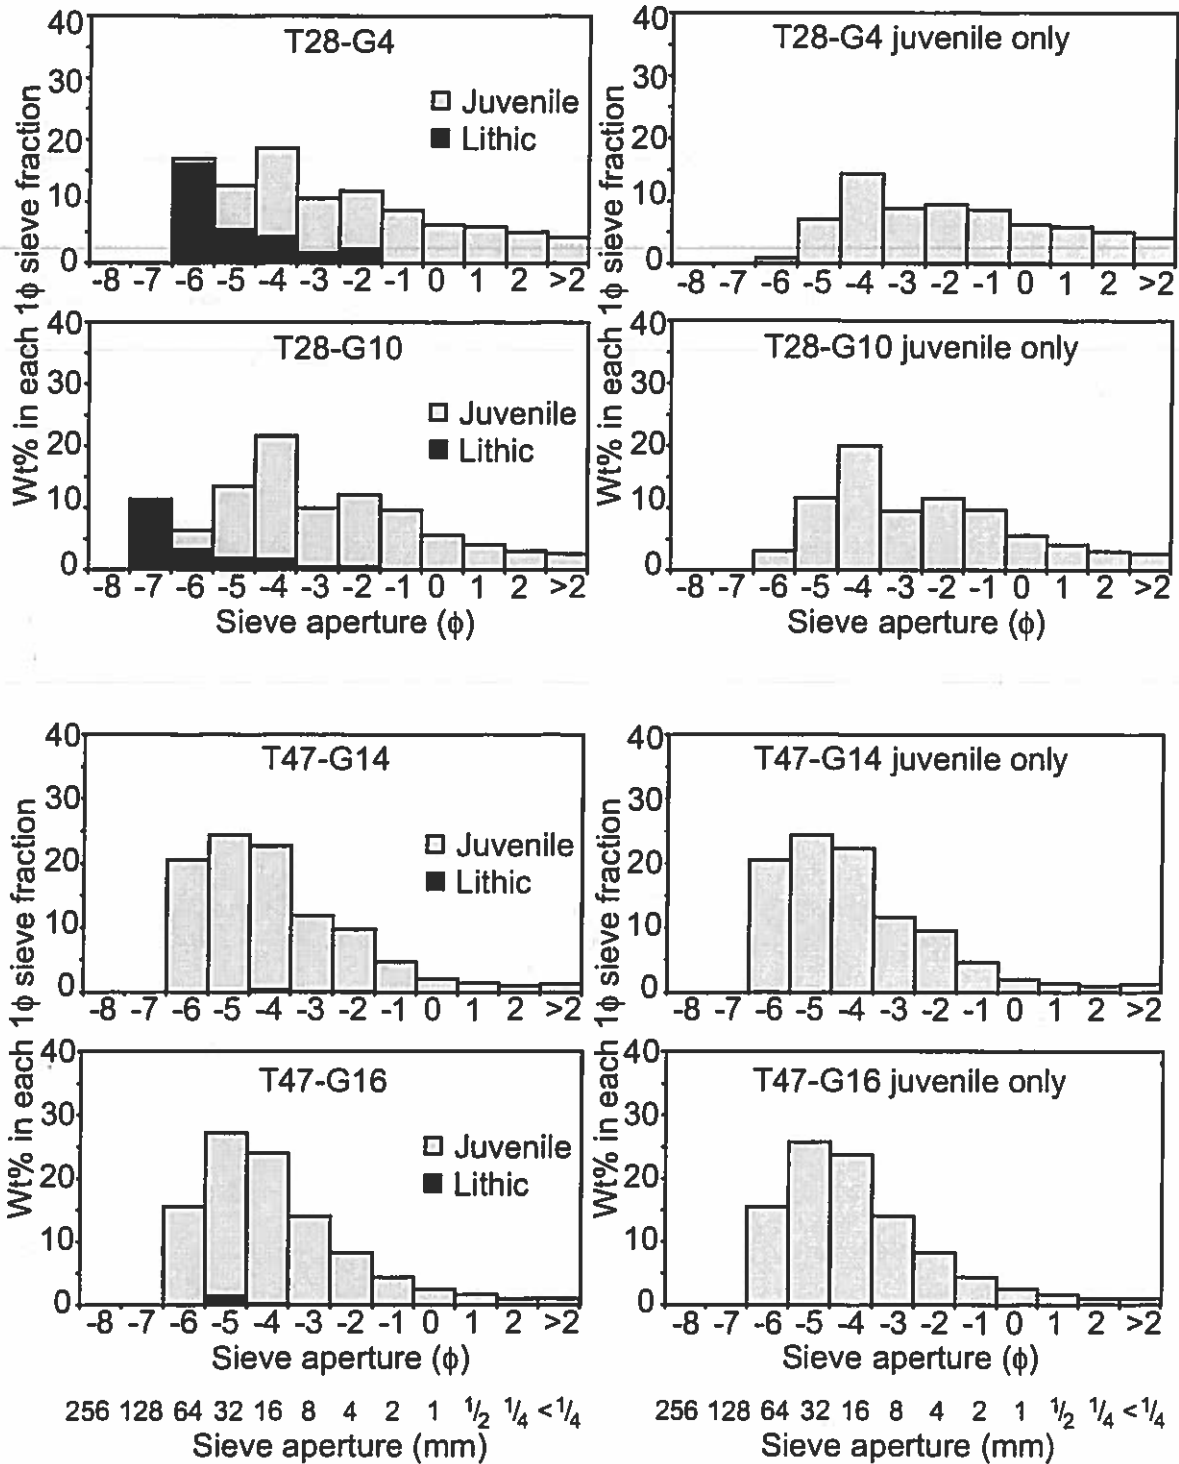 T28-G4
Juvenile
Lithic
40
30
20
10
0
-8 -7 -6 -5 -4 -3 -2 -1 0 1 2 >2
T28-G4 juvenile only
40
30
20
10
0
-8 -7 -6 -5 -4 -3 -2 -1 0 1 2 >2
Wt% in each 1ϕ sieve fraction
Wt% in each 1ϕ sieve fraction
T28-G10
Juvenile
Lithic
40
30
20
10
0
-8 -7 -6 -5 -4 -3 -2 -1 0 1 2 >2
Sieve aperture (ϕ)
T28-G10 juvenile only
40
30
20
10
0
-8 -7 -6 -5 -4 -3 -2 -1 0 1 2 >2
Sieve aperture (ϕ)
T47-G14
Juvenile
Lithic
40
30
20
10
0
-8 -7 -6 -5 -4 -3 -2 -1 0 1 2 >2
T47-G14 juvenile only
40
30
20
10
0
-8 -7 -6 -5 -4 -3 -2 -1 0 1 2 >2
Wt% in each 1ϕ sieve fraction
Wt% in each 1ϕ sieve fraction
T47-G16
Juvenile
Lithic
40
30
20
10
0
-8 -7 -6 -5 -4 -3 -2 -1 0 1 2 >2
Sieve aperture (ϕ)
256 128 64 32 16 8 4 2 1 1/2 1/4 <1/4
Sieve aperture (mm)
T47-G16 juvenile only
40
30
20
10
0
-8 -7 -6 -5 -4 -3 -2 -1 0 1 2 >2
Sieve aperture (ϕ)
256 128 64 32 16 8 4 2 1 1/2 1/4 <1/4
Sieve aperture (mm)